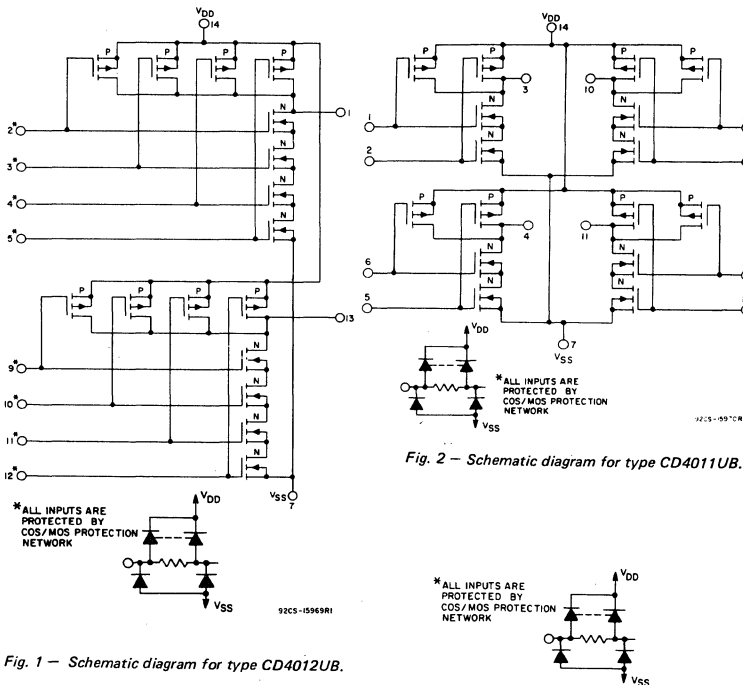 VDD
14
P
P
P
P
1
N
2*
N
3*
N
4*
N
5*
P
P
P
P
13
N
9*
N
10*
N
11*
N
12*
VSS
7
*ALL INPUTS ARE
PROTECTED BY
COS/MOS PROTECTION
NETWORK
VDD
VSS
92CS-15969R1
Fig. 1 — Schematic diagram for type CD4012UB.
VDD
14
P
P
P
P
3
10
1
N
N
2
N
N
P
P
P
P
4
11
6
N
N
5
N
N
7
VSS
VDD
*ALL INPUTS ARE
PROTECTED BY
COS/MOS PROTECTION
NETWORK
VSS
Fig. 2 — Schematic diagram for type CD4011UB.
*ALL INPUTS ARE
PROTECTED BY
COS/MOS PROTECTION
NETWORK
VDD
VSS